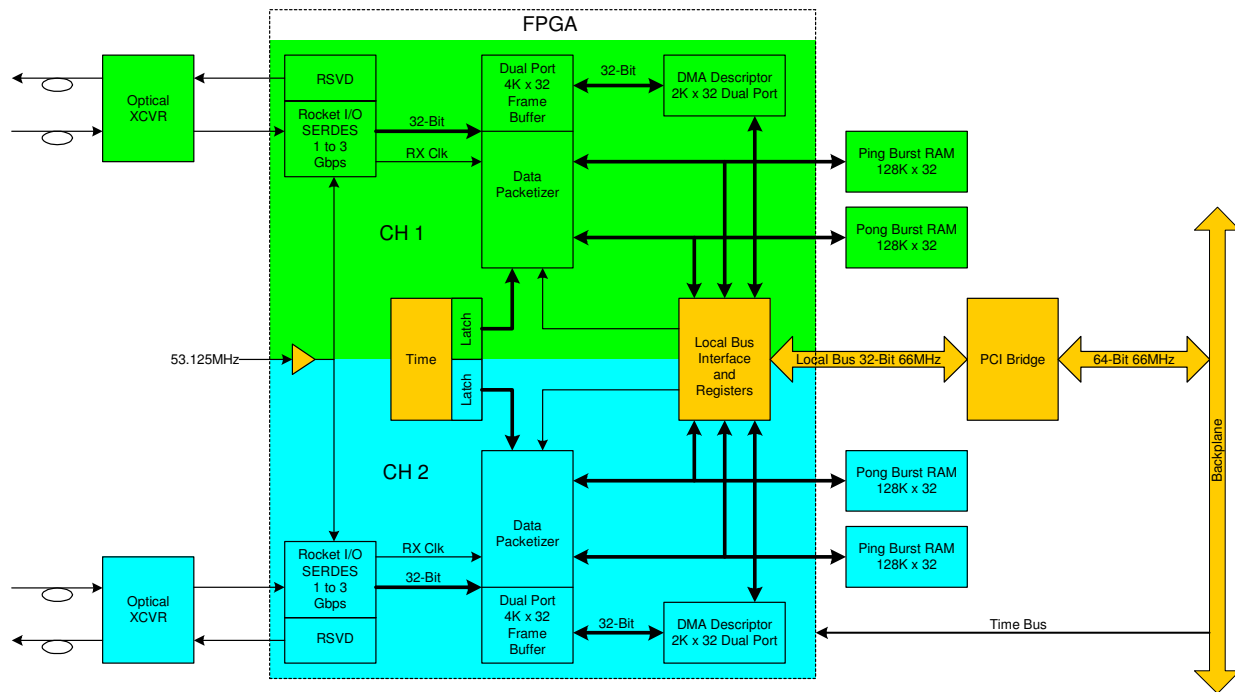 FPGA
Optical
XCVR
RSVD
Rocket I/O
SERDES
1 to 3
Gbps
32-Bit
RX Clk
Dual Port
4K x 32
Frame
Buffer
Data
Packetizer
32-Bit
DMA Descriptor
2K x 32 Dual Port
Ping Burst RAM
128K x 32
Pong Burst RAM
128K x 32
CH 1
53.125MHz
Time
Latch
Latch
Local Bus
Interface
and
Registers
Local Bus 32-Bit 66MHz
PCI Bridge
64-Bit 66MHz
Backplane
CH 2
Pong Burst RAM
128K x 32
Ping Burst RAM
128K x 32
Data
Packetizer
Dual Port
4K x 32
Frame
Buffer
RX Clk
32-Bit
Rocket I/O
SERDES
1 to 3
Gbps
RSVD
Optical
XCVR
32-Bit
DMA Descriptor
2K x 32 Dual Port
Time Bus